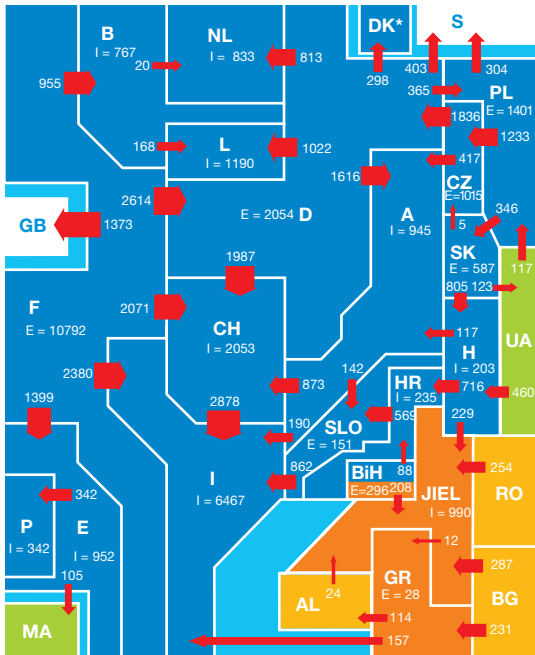 B
I = 767
NL
I = 833
DK*
S
955
20
813
298
403
304
365
PL
E = 1401
1836
1233
168
L
I = 1190
1022
1616
417
CZ
E=1015
2614
E = 2054 D
A
I = 945
346
5
GB
1373
SK
E = 587
117
1987
805
123
F
E = 10792
2071
CH
I = 2053
UA
117
H
I = 203
2380
142
873
HR
I = 235
716
460
1399
2878
190
SLO
E = 151
569
229
862
I
I = 6467
BiH
E=296
88
208
JIEL
I = 990
254
RO
342
P
I = 342
E
I = 952
12
287
105
24
GR
E = 28
BG
MA
AL
114
231
157